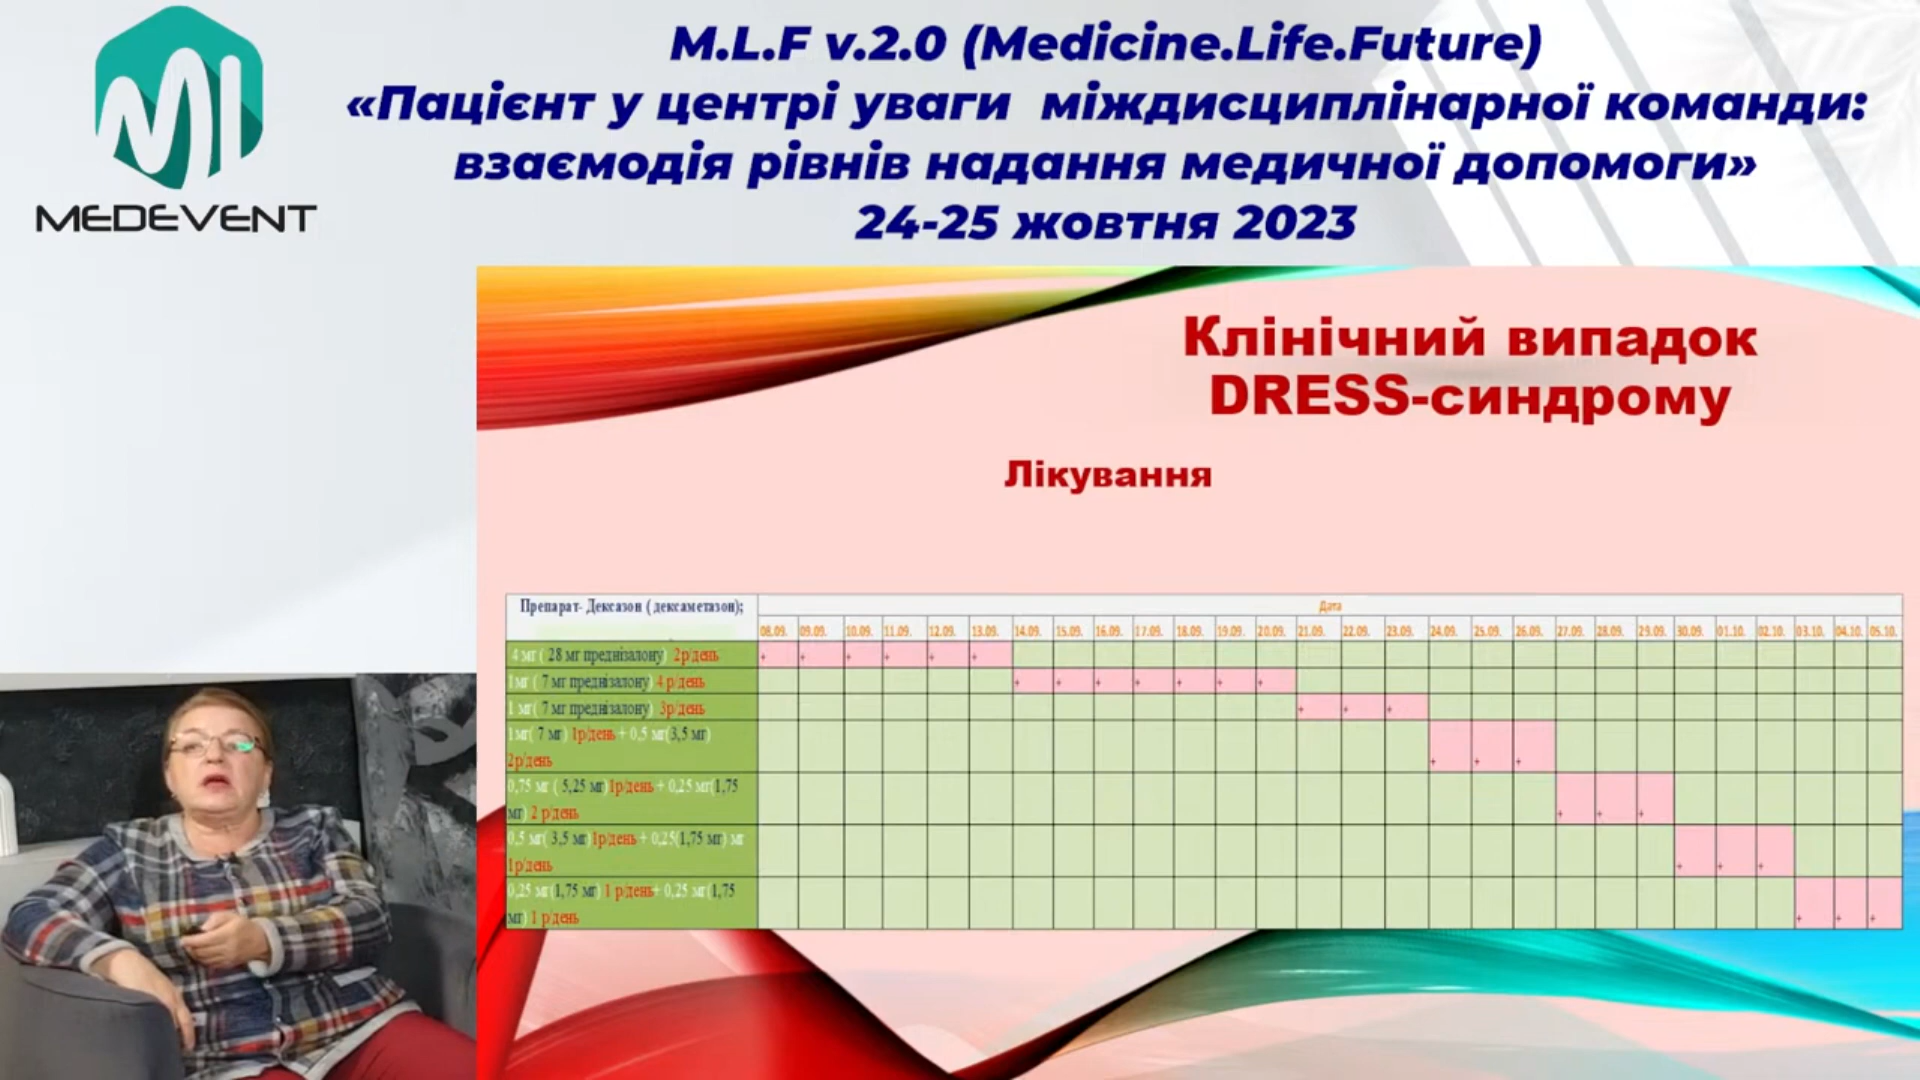 M.L.F v.2.0 (Medicine.Life.Future)
«Пацієнт у центрі уваги міждисциплінарної команди:
взаємодія рівнів надання медичної допомоги»
24-25 жовтня 2023
MEDEVENT
Клінічний випадок
DRESS-синдрому
Лікування
Препарат- Дексазон ( дексаметазон);
Дата
08.09. 09.09. 10.09. 11.09. 12.09. 13.09. 14.09. 15.09. 16.09. 17.09. 18.09. 19.09. 20.09. 21.09. 22.09. 23.09. 24.09. 25.09. 26.09. 27.09. 28.09. 29.09. 30.09. 01.10. 02.10. 03.10. 04.10. 05.10.
4 мг ( 28 мг преднізалону) 2р/день + + + + + +
1мг ( 7 мг преднізалону) 4 р/день + + + + + + +
1 мг( 7 мг преднізалону) 3р/день + + +
1мг( 7 мг) 1р/день + 0,5 мг(3,5 мг)
2р/день + + +
0,75 мг ( 5,25 мг) 1р/день + 0,25 мг(1,75
мг) 2 р/день + + +
0,5 мг( 3,5 мг) 1р/день + 0,25(1,75 мг) мг
1р/день + + +
0,25 мг(1,75 мг) 1 р/день+ 0,25 мг(1,75
мг) 1 р/день + + +